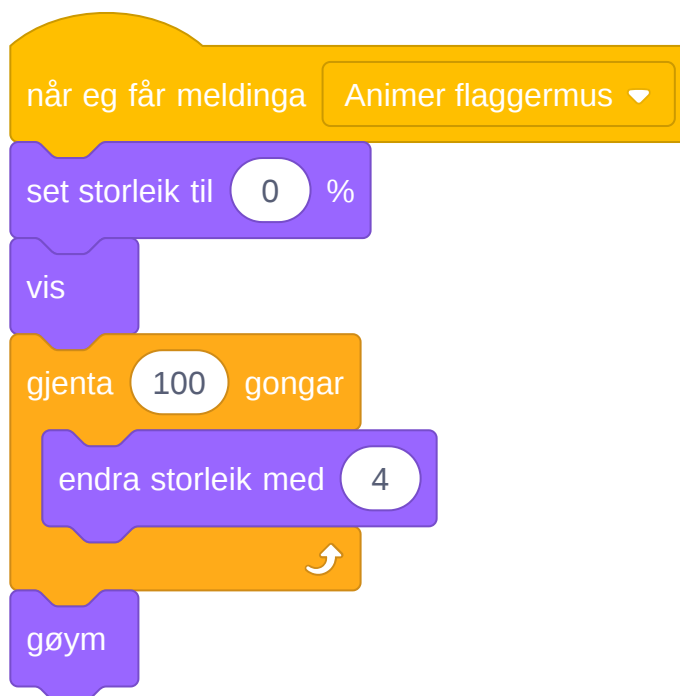 når eg får meldinga Animer flaggermus
set storleik til 0 %
vis
gjenta 100 gongar
endra storleik med 4
gøym